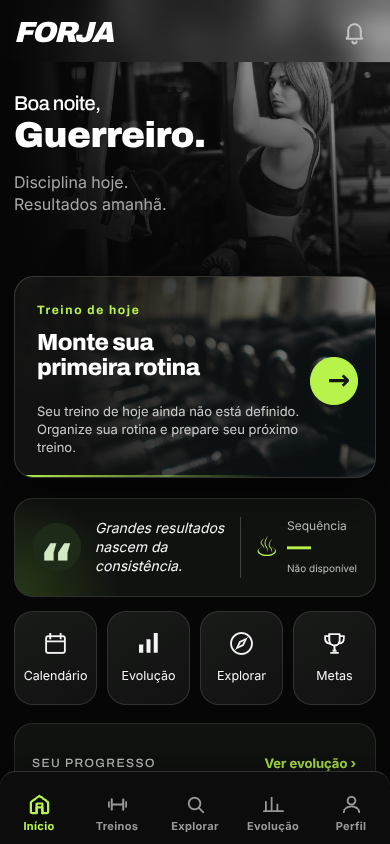 FORJA
Boa noite,
Guerreiro.
Disciplina hoje.
Resultados amanhã.
Treino de hoje
Monte sua
primeira rotina
Seu treino de hoje ainda não está definido.
Organize sua rotina e prepare seu próximo
treino.
Grandes resultados
nascem da
consistência.
Sequência
Não disponível
Calendário
Evolução
Explorar
Metas
SEU PROGRESSO
Ver evolução ›
Início
Treinos
Explorar
Evolução
Perfil